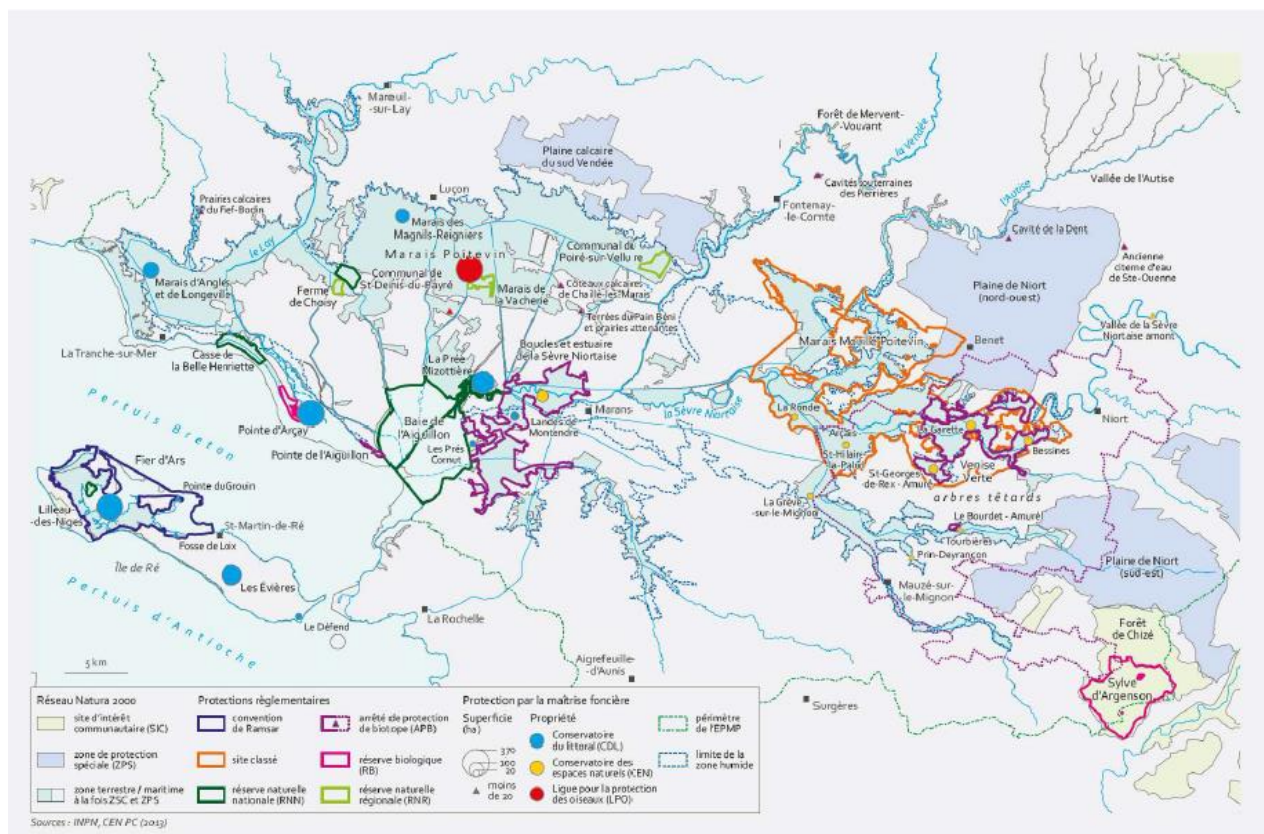 Mareuil-
-sur-Lay
Forêt de Mervent-
-Vouvant
la Vendée
Plaine calcaire
du sud Vendée
Cavités souterraines
des Pierrières
Vallée de l'Autise
l'Autise
Prairies calcaires
du Fief-Bodin
Luçon
Fontenay
-le-Comte
Marais des
Magnils-Reigniers
Cavité de la Dent
le Lay
Marais Poitevin
Communal du
Poiré-sur-Velluire
Ancienne
citerne d'eau
de Ste-Ouenne
Marais d'Angles
et de Longeville
Ferme
de Choisy
Communal de
St-Denis-du-Payré
Marais de
la Vacherie
Côteaux calcaires
de Chaillé-les-Marais
Plaine de Niort
(nord-ouest)
Terrées du Pain Béni
et prairies attenantes
Vallée de la Sèvre
Niortaise amont
La Tranche-sur-Mer
Casse de
la Belle Henriette
La Prée
Mizottière
Boucles et estuaire
de la Sèvre Niortaise
Marais Mouillé Poitevin
Benet
Pertuis Breton
Pointe d'Arçay
Baie de
l'Aiguillon
Marans
la Sèvre Niortaise
La Ronde
Niort
Landes de
Montendre
Les Prés
Cornut
Arçais
La Garette
Pointe de l'Aiguillon
St-Hilair-
la-Palu
Bessines
Fier d'Ars
St-Georges
-de-Rex - Amuré
Venise
Verte
Pointe du Grouin
arbres têtards
Lilleau
-des-Niges
La Grève
-sur-le-Mignon
St-Martin-de-Ré
Le Bourdet - Amuré
Fosse de Loix
Tourbières
Prin-Deyrançon
Île de Ré
Les Évières
Mauzé-sur
-le-Mignon
Plaine de Niort
(sud-est)
Pertuis d'Antioche
La Rochelle
Le Défend
Forêt
de Chizé
5 km
Aigrefeuille-
-d'Aunis
Sylve
d'Argenson
Surgères
Réseau Natura 2000
site d'intérêt
communautaire (SIC)
zone de protection
spéciale (ZPS)
zone terrestre / maritime
à la fois ZSC et ZPS
Protections règlementaires
convention
de Ramsar
site classé
réserve naturelle
nationale (RNN)
arrêté de protection
de biotope (APB)
réserve biologique
(RB)
réserve naturelle
régionale (RNR)
Protection par la maîtrise foncière
Superficie
(ha)
370
100
20
moins
de 20
Propriété
Conservatoire
du littoral (CDL)
Conservatoire des
espaces naturels (CEN)
Ligue pour la protection
des oiseaux (LPO)
périmètre
de l'EPMP
limite de la
zone humide
Sources : INPN, CEN PC (2013)